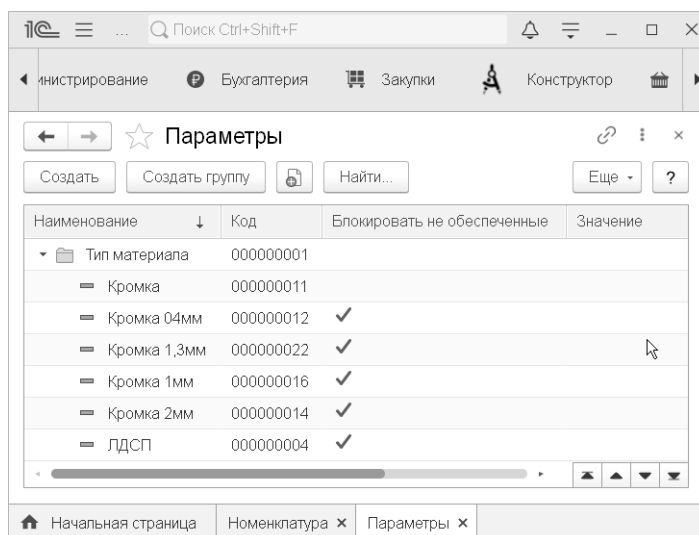 1С ... Поиск Ctrl+Shift+F
инистрирование Бухгалтерия Закупки Конструктор
Параметры
Создать Создать группу Найти... Еще ?
Наименование Код Блокировать не обеспеченные Значение
Тип материала 000000001
Кромка 000000011
Кромка 04мм 000000012
Кромка 1,3мм 000000022
Кромка 1мм 000000016
Кромка 2мм 000000014
ЛДСП 000000004
Начальная страница Номенклатура Параметры